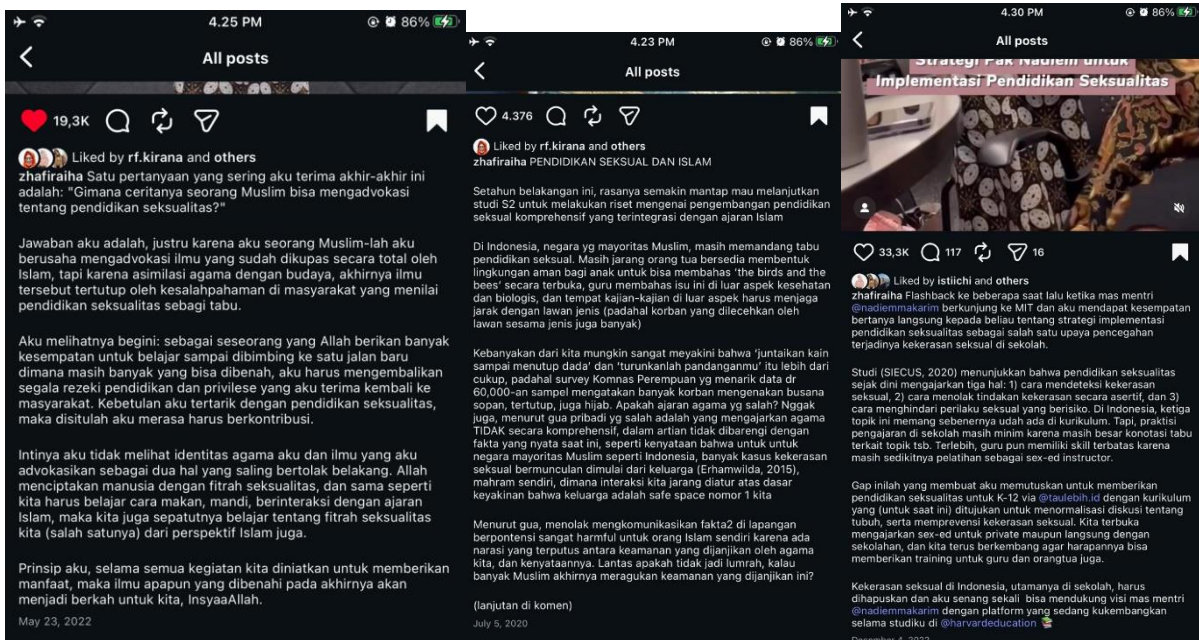 4.25 PM
86%
All posts
19,3K
Liked by rf.kirana and others
zhafiraiha Satu pertanyaan yang sering aku terima akhir-akhir ini
adalah: "Gimana ceritanya seorang Muslim bisa mengadvokasi
tentang pendidikan seksualitas?"
Jawaban aku adalah, justru karena aku seorang Muslim-lah aku
berusaha mengadvokasi ilmu yang sudah dikupas secara total oleh
Islam, tapi karena asimilasi agama dengan budaya, akhirnya ilmu
tersebut tertutup oleh kesalahpahaman di masyarakat yang menilai
pendidikan seksualitas sebagai tabu.
Aku melihatnya begini: sebagai seseorang yang Allah berikan banyak
kesempatan untuk belajar sampai dibimbing ke satu jalan baru
dimana masih banyak yang bisa dibenah, aku harus mengembalikan
segala rezeki pendidikan dan privilese yang aku terima kembali ke
masyarakat. Kebetulan aku tertarik dengan pendidikan seksualitas,
maka disitulah aku merasa harus berkontribusi.
Intinya aku tidak melihat identitas agama aku dan ilmu yang aku
advokasikan sebagai dua hal yang saling bertolak belakang. Allah
menciptakan manusia dengan fitrah seksualitas, dan sama seperti
kita harus belajar cara makan, mandi, berinteraksi dengan ajaran
Islam, maka kita juga sepatutnya belajar tentang fitrah seksualitas
kita (salah satunya) dari perspektif Islam juga.
Prinsip aku, selama semua kegiatan kita diniatkan untuk memberikan
manfaat, maka ilmu apapun yang dibenahi pada akhirnya akan
menjadi berkah untuk kita, InsyaaAllah.
May 23, 2022
4.23 PM
86%
All posts
4.376
Liked by rf.kirana and others
zhafiraiha PENDIDIKAN SEKSUAL DAN ISLAM
Setahun belakangan ini, rasanya semakin mantap mau melanjutkan
studi S2 untuk melakukan riset mengenai pengembangan pendidikan
seksual komprehensif yang terintegrasi dengan ajaran Islam
Di Indonesia, negara yg mayoritas Muslim, masih memandang tabu
pendidikan seksual. Masih jarang orang tua bersedia membentuk
lingkungan aman bagi anak untuk bisa membahas 'the birds and the
bees' secara terbuka, guru membahas isu ini di luar aspek kesehatan
dan biologis, dan tempat kajian-kajian di luar aspek harus menjaga
jarak dengan lawan jenis (padahal korban yang dilecehkan oleh
lawan sesama jenis juga banyak)
Kebanyakan dari kita mungkin sangat meyakini bahwa 'juntaikan kain
sampai menutup dada' dan 'turunkanlah pandanganmu' itu lebih dari
cukup, padahal survey Komnas Perempuan yg menarik data dr
60,000-an sampel mengatakan banyak korban mengenakan busana
sopan, tertutup, juga hijab. Apakah ajaran agama yg salah? Nggak
juga, menurut gua pribadi yg salah adalah yang mengajarkan agama
TIDAK secara komprehensif, dalam artian tidak dibarengi dengan
fakta yang nyata saat ini, seperti kenyataan bahwa untuk untuk
negara mayoritas Muslim seperti Indonesia, banyak kasus kekerasan
seksual bermunculan dimulai dari keluarga (Erhamwilda, 2015),
mahram sendiri, dimana interaksi kita jarang diatur atas dasar
keyakinan bahwa keluarga adalah safe space nomor 1 kita
Menurut gua, menolak mengkomunikasikan fakta2 di lapangan
berpontensi sangat harmful untuk orang Islam sendiri karena ada
narasi yang terputus antara keamanan yang dijanjikan oleh agama
kita, dan kenyataannya. Lantas apakah tidak jadi lumrah, kalau
banyak Muslim akhirnya meragukan keamanan yang dijanjikan ini?
(lanjutan di komen)
July 5, 2020
4.30 PM
86%
All posts
Strategi Pak Nadiem untuk
Implementasi Pendidikan Seksualitas
33,3K 117 16
Liked by istiichi and others
zhafiraiha Flashback ke beberapa saat lalu ketika mas mentri
@nadiemmakarim berkunjung ke MIT dan aku mendapat kesempatan
bertanya langsung kepada beliau tentang strategi implementasi
pendidikan seksualitas sebagai salah satu upaya pencegahan
terjadinya kekerasan seksual di sekolah.
Studi (SIECUS, 2020) menunjukkan bahwa pendidikan seksualitas
sejak dini mengajarkan tiga hal: 1) cara mendeteksi kekerasan
seksual, 2) cara menolak tindakan kekerasan secara asertif, dan 3)
cara menghindari perilaku seksual yang berisiko. Di Indonesia, ketiga
topik ini memang sebenernya udah ada di kurikulum. Tapi, praktisi
pengajaran di sekolah masih minim karena masih besar konotasi tabu
terkait topik tsb. Terlebih, guru pun memiliki skill terbatas karena
masih sedikitnya pelatihan sebagai sex-ed instructor.
Gap inilah yang membuat aku memutuskan untuk memberikan
pendidikan seksualitas untuk K-12 via @taulebih.id dengan kurikulum
yang (untuk saat ini) ditujukan untuk menormalisasi diskusi tentang
tubuh, serta memprevensi kekerasan seksual. Kita terbuka
mengajarkan sex-ed untuk private maupun langsung dengan
sekolahan, dan kita terus berkembang agar harapannya bisa
memberikan training untuk guru dan orangtua juga.
Kekerasan seksual di Indonesia, utamanya di sekolah, harus
dihapuskan dan aku senang sekali bisa mendukung visi mas mentri
@nadiemmakarim dengan platform yang sedang kukembangkan
selama studiku di @harvardeducation
December 4, 2022